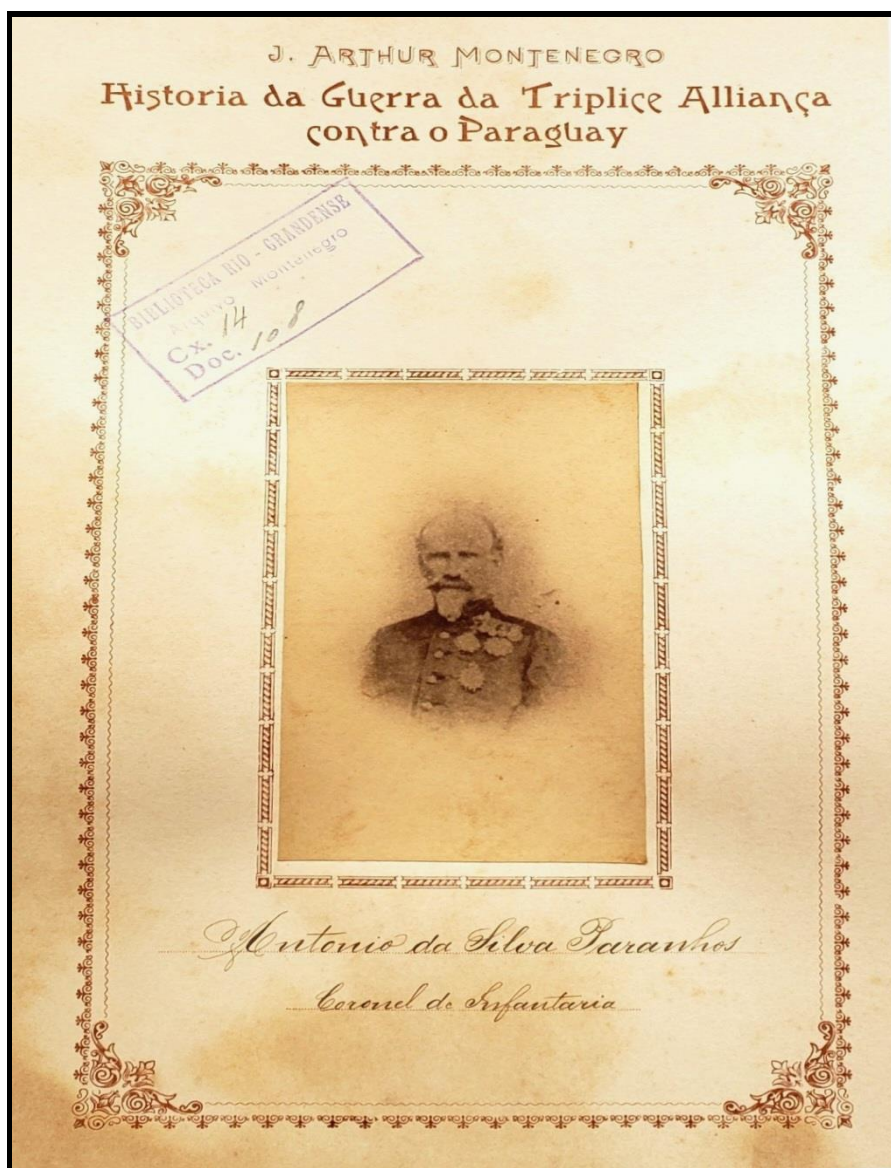 J. ARTHUR MONTENEGRO
Historia da Guerra da Triplice Alliança
contra o Paraguay
BIBLIOTECA RIO-GRANDENSE
Arquivo Montenegro
Cx. 14
Doc. 108
Antonio da Silva Paranhos
Coronel de Infantaria